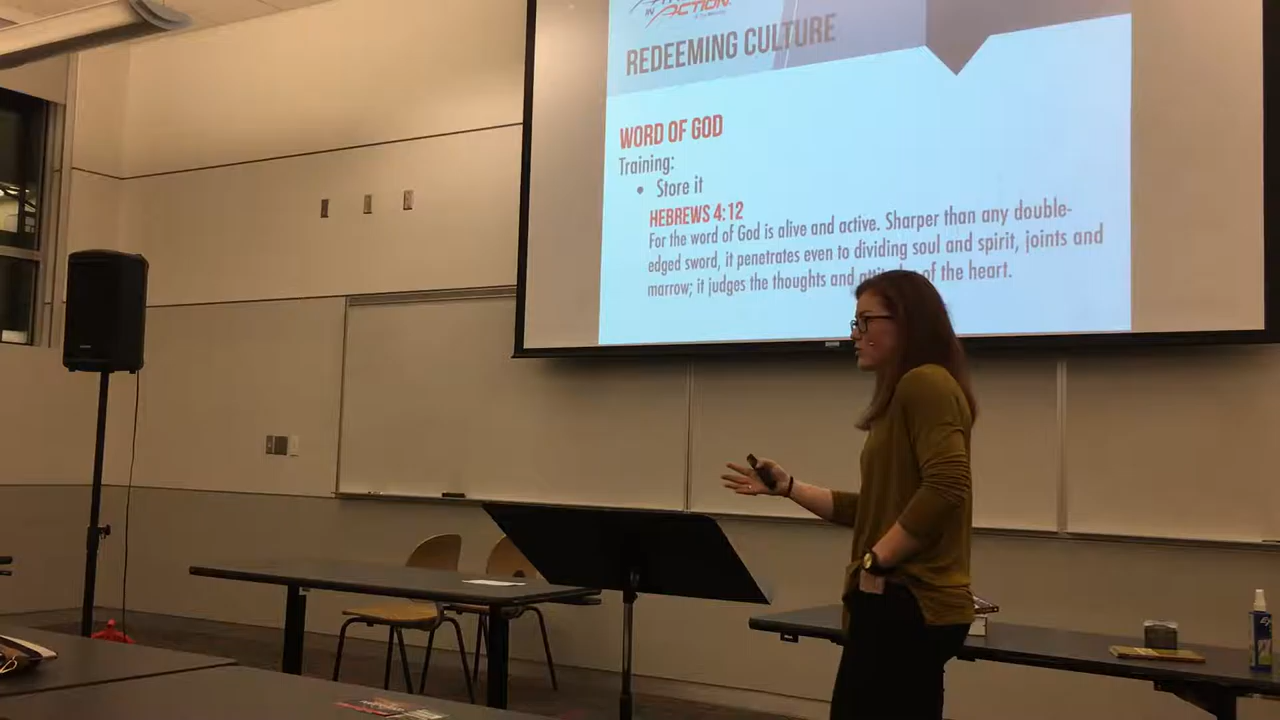 IN ACTION
REDEEMING CULTURE
WORD OF GOD
Training:
• Store it
HEBREWS 4:12
For the word of God is alive and active. Sharper than any double-
edged sword, it penetrates even to dividing soul and spirit, joints and
marrow; it judges the thoughts and of the heart.